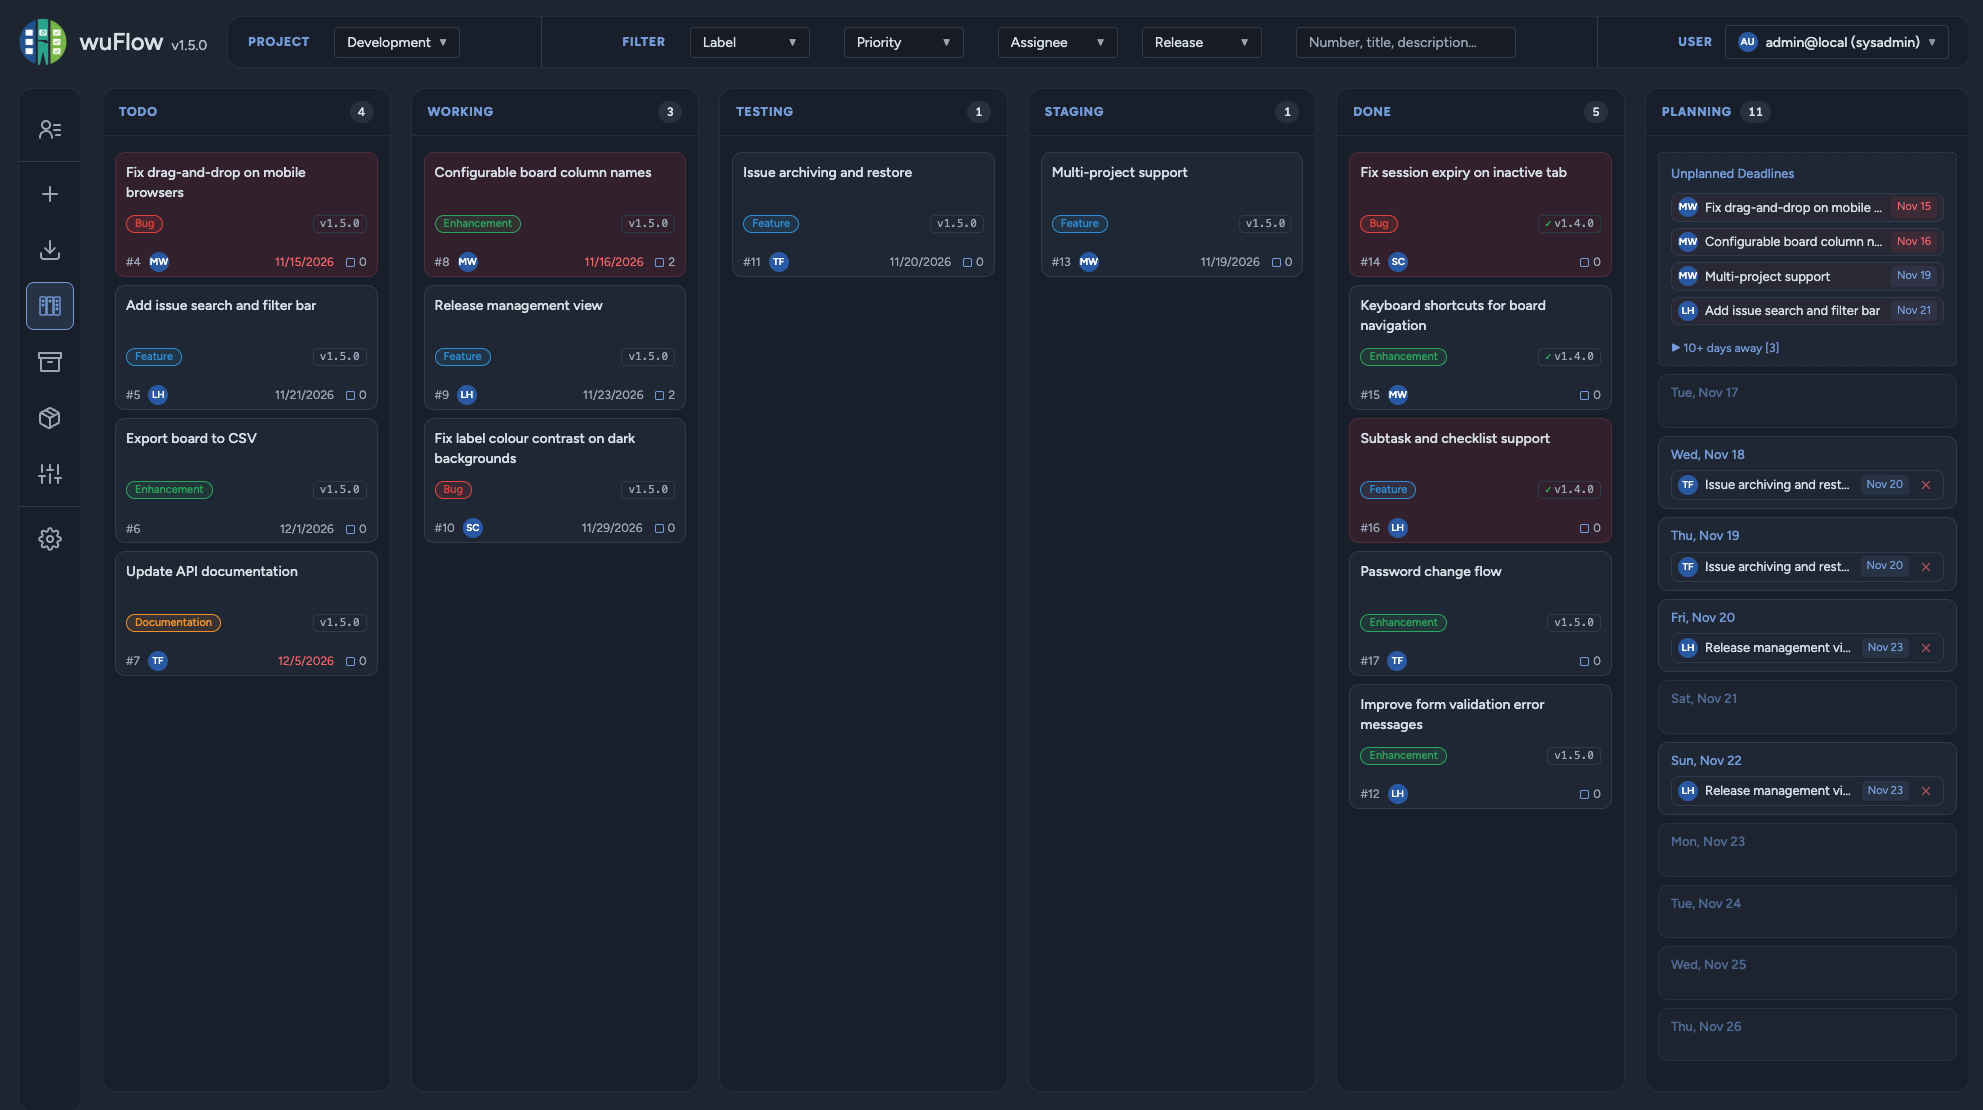 wuFlow v1.5.0
PROJECT
Development ▼
FILTER
Label ▼
Priority ▼
Assignee ▼
Release ▼
Number, title, description...
USER
AU admin@local (sysadmin) ▼
TODO 4
Fix drag-and-drop on mobile
browsers
Bug v1.5.0
#4 MW 11/15/2026 0
Add issue search and filter bar
Feature v1.5.0
#5 LH 11/21/2026 0
Export board to CSV
Enhancement v1.5.0
#6 12/1/2026 0
Update API documentation
Documentation v1.5.0
#7 TF 12/5/2026 0
WORKING 3
Configurable board column names
Enhancement v1.5.0
#8 MW 11/16/2026 2
Release management view
Feature v1.5.0
#9 LH 11/23/2026 2
Fix label colour contrast on dark
backgrounds
Bug v1.5.0
#10 SC 11/29/2026 0
TESTING 1
Issue archiving and restore
Feature v1.5.0
#11 TF 11/20/2026 0
STAGING 1
Multi-project support
Feature v1.5.0
#13 MW 11/19/2026 0
DONE 5
Fix session expiry on inactive tab
Bug ✓ v1.4.0
#14 SC 0
Keyboard shortcuts for board
navigation
Enhancement ✓ v1.4.0
#15 MW 0
Subtask and checklist support
Feature ✓ v1.4.0
#16 LH 0
Password change flow
Enhancement v1.5.0
#17 TF 0
Improve form validation error
messages
Enhancement v1.5.0
#12 LH 0
PLANNING 11
Unplanned Deadlines
MW Fix drag-and-drop on mobile ... Nov 15
MW Configurable board column n... Nov 16
MW Multi-project support Nov 19
LH Add issue search and filter bar Nov 21
▶ 10+ days away [3]
Tue, Nov 17
Wed, Nov 18
TF Issue archiving and rest... Nov 20 ✕
Thu, Nov 19
TF Issue archiving and rest... Nov 20 ✕
Fri, Nov 20
LH Release management vi... Nov 23 ✕
Sat, Nov 21
Sun, Nov 22
LH Release management vi... Nov 23 ✕
Mon, Nov 23
Tue, Nov 24
Wed, Nov 25
Thu, Nov 26